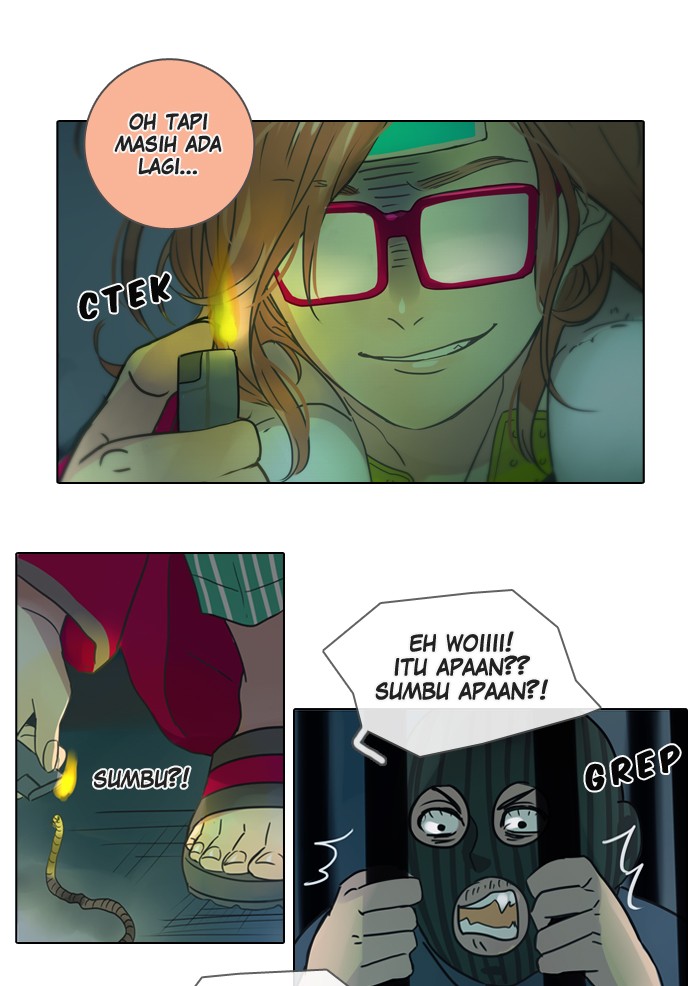 OH TAPI
MASIH ADA
LAGI...
CTEK
SUMBU?!
EH WOIIII!
ITU APAAN??
SUMBU APAAN?!
GREP